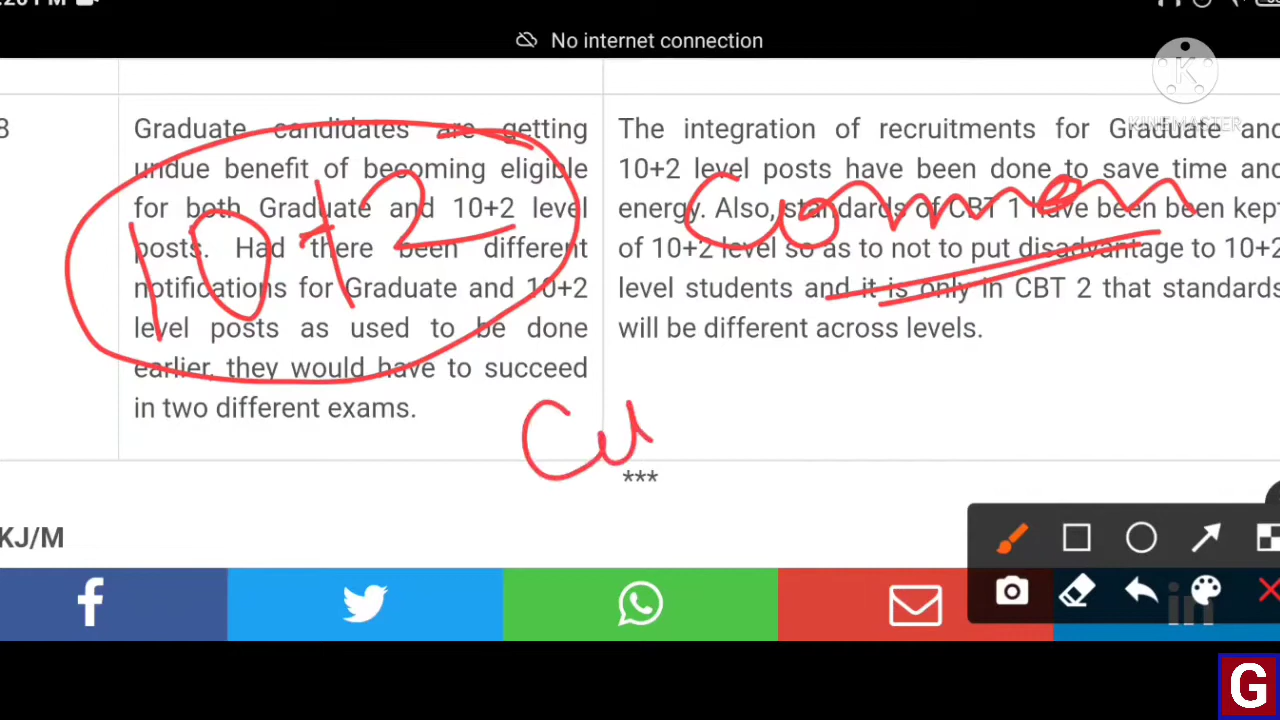 No internet connection
K
KINEMASTER
8
Graduate candidates are getting
undue benefit of becoming eligible
for both Graduate and 10+2 level
posts. Had there been different
notifications for Graduate and 10+2
level posts as used to be done
earlier, they would have to succeed
in two different exams.
The integration of recruitments for Graduate and
10+2 level posts have been done to save time and
energy. Also, standards of CBT 1 have been been kept
of 10+2 level so as to not to put disadvantage to 10+2
level students and it is only in CBT 2 that standards
will be different across levels.
10+2
Common
***
KJ/M
f
in
G